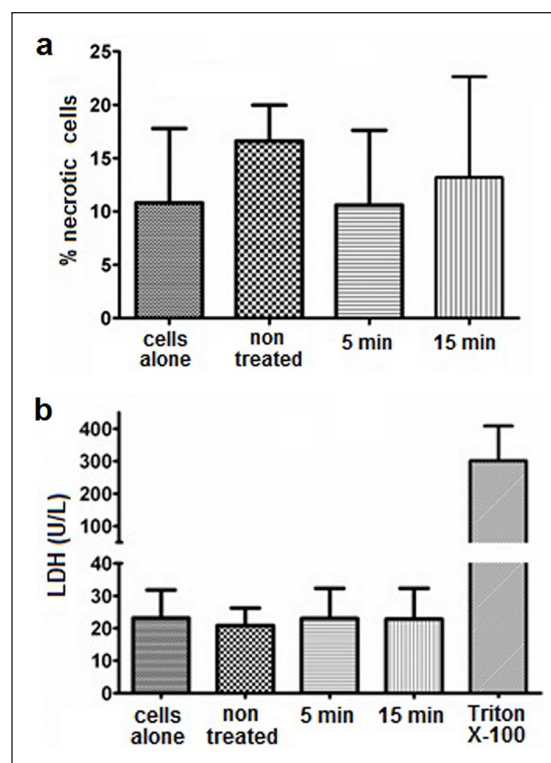 a
25
20
15
10
5
0
% necrotic cells
cells
alone
non
treated
5 min
15 min
b
400
300
200
100
40
30
20
10
0
LDH (U/L)
cells
alone
non
treated
5 min
15 min
Triton
X-100